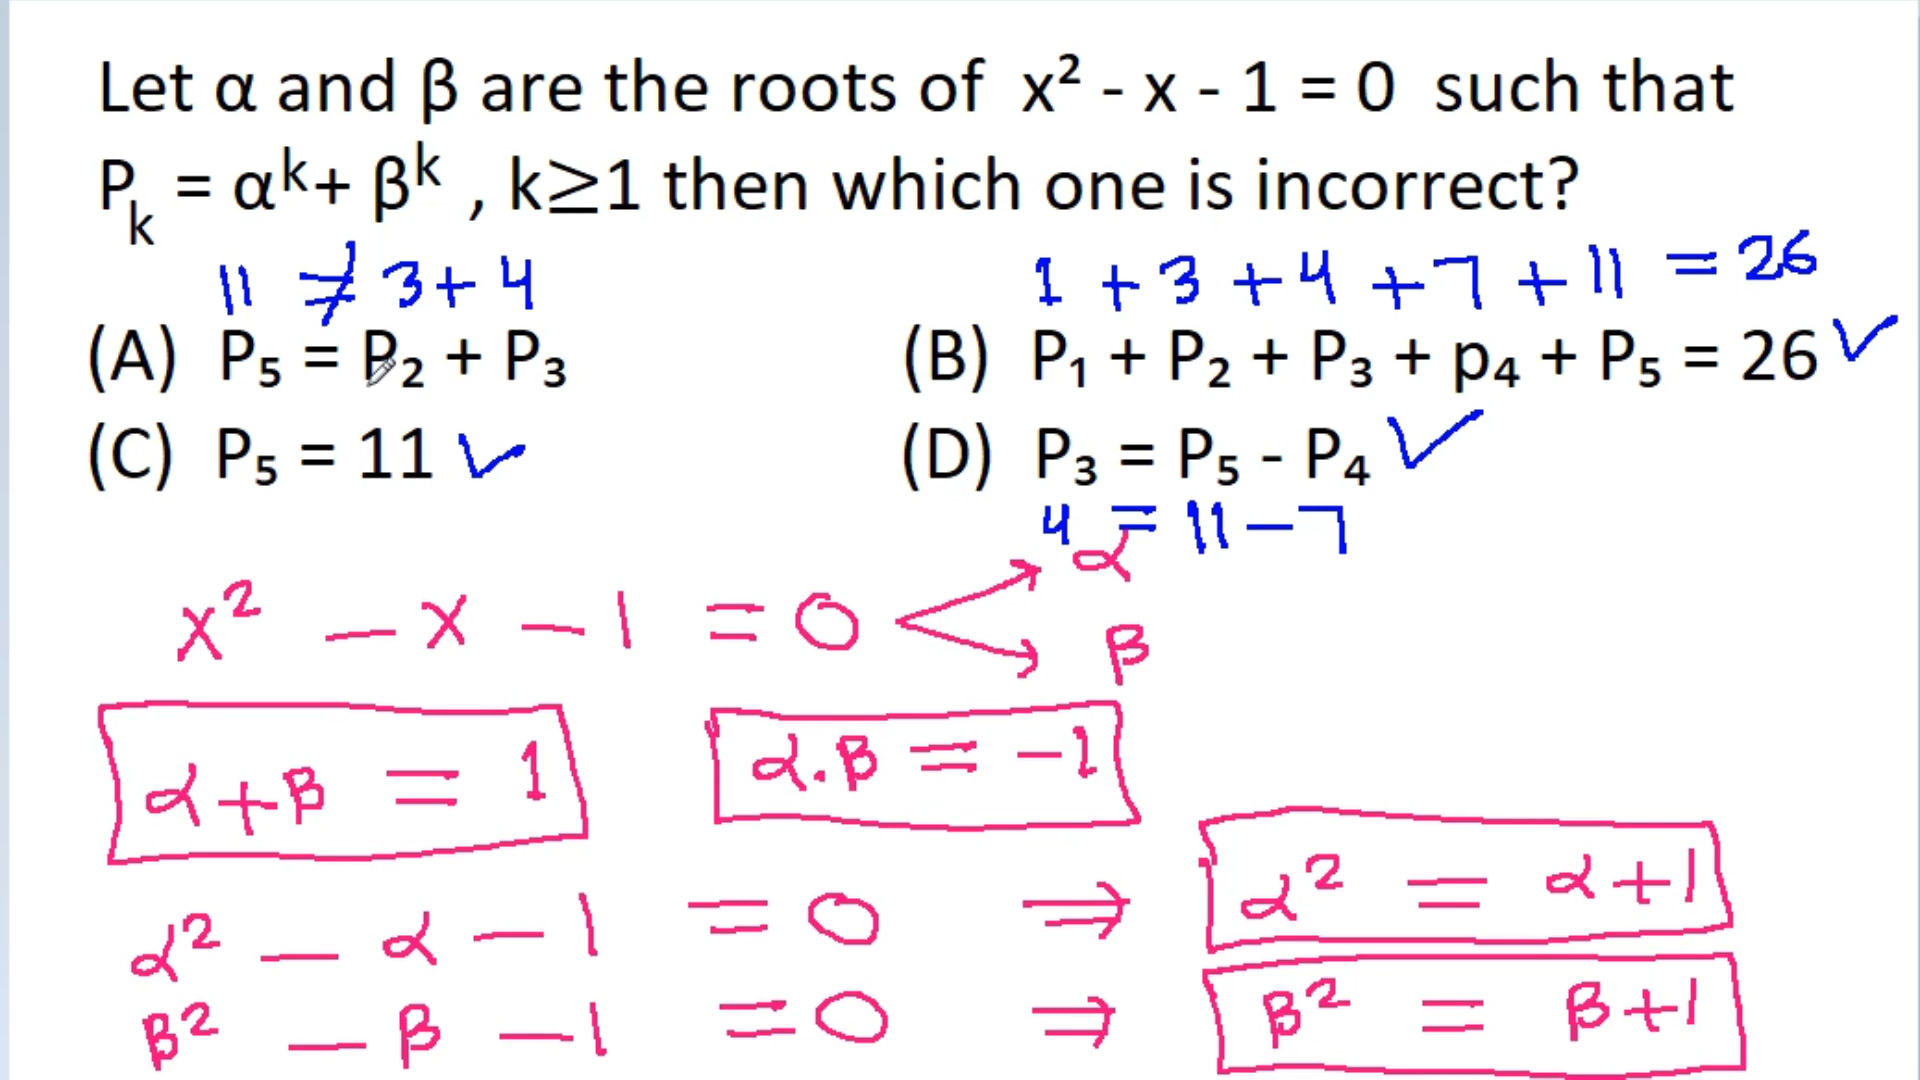 Let α and β are the roots of x² - x - 1 = 0 such that
Pₖ = αᵏ+ βᵏ , k≥1 then which one is incorrect?
11 ≠ 3+4
1 + 3 + 4 + 7 + 11 = 26
(A) P₅ = P₂ + P₃
(B) P₁ + P₂ + P₃ + p₄ + P₅ = 26 ✓
(C) P₅ = 11 ✓
(D) P₃ = P₅ - P₄ ✓
4 = 11 - 7
x² - x - 1 = 0
α
β
α+β = 1
α.β = -1
α² - α - 1 = 0 ⇒ α² = α+1
β² - β - 1 = 0 ⇒ β² = β+1